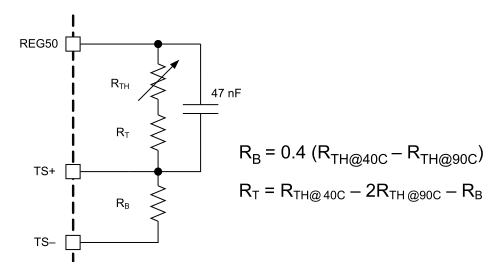 REG50
R_TH
47 nF
R_T
R_B = 0.4 (R_TH@40C – R_TH@90C)
TS+
R_T = R_TH@ 40C – 2R_TH @90C – R_B
R_B
TS–